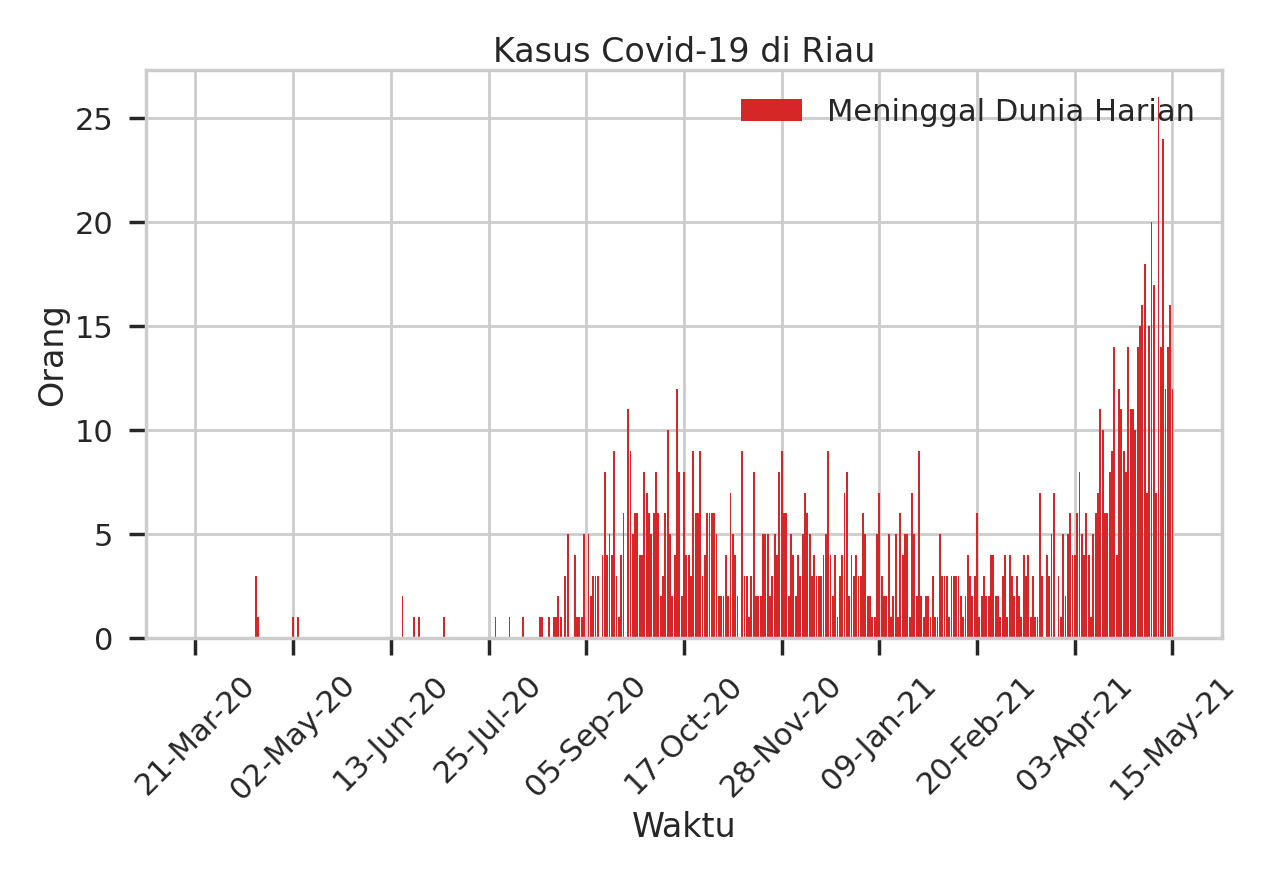 Kasus Covid-19 di Riau
Meninggal Dunia Harian
Orang
25
20
15
10
5
0
21-Mar-20
02-May-20
13-Jun-20
25-Jul-20
05-Sep-20
17-Oct-20
28-Nov-20
09-Jan-21
20-Feb-21
03-Apr-21
15-May-21
Waktu